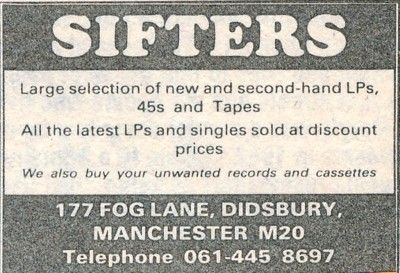 SIFTERS
Large selection of new and second-hand LPs,
45s and Tapes
All the latest LPs and singles sold at discount
prices
We also buy your unwanted records and cassettes
177 FOG LANE, DIDSBURY,
MANCHESTER M20
Telephone 061-445 8697